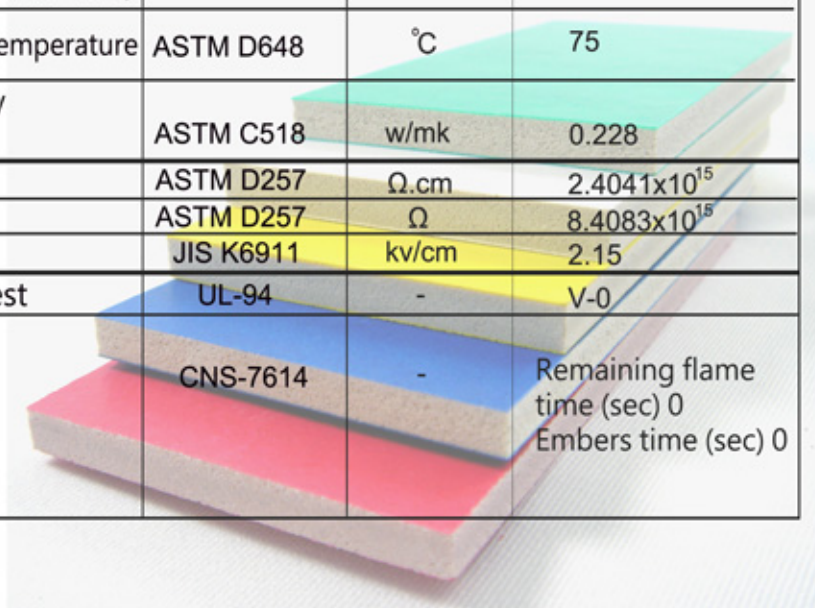 emperature ASTM D648 °C 75
y
ASTM C518 w/mk 0.228
ASTM D257 Ω.cm 2.4041x10¹⁵
ASTM D257 Ω 8.4083x10¹⁵
JIS K6911 kv/cm 2.15
est UL-94 - V-0
CNS-7614 - Remaining flame
time (sec) 0
Embers time (sec) 0